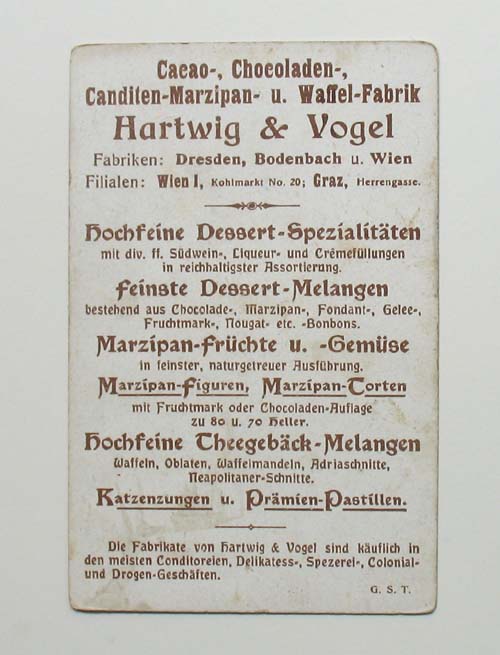 Cacao-, Chocoladen-,
Canditen-Marzipan- u. Waffel-Fabrik
Hartwig & Vogel
Fabriken: Dresden, Bodenbach u. Wien
Filialen: Wien I, Kohlmarkt No. 20; Graz, Herrengasse.
Hochfeine Dessert-Spezialitäten
mit div. ff. Südwein-, Liqueur- und Crêmefüllungen
in reichhaltigster Assortierung.
Feinste Dessert-Melangen
bestehend aus Chocolade-, Marzipan-, Fondant-, Gelee-,
Fruchtmark-, Nougat- etc. -Bonbons.
Marzipan-Früchte u. -Gemüse
in feinster, naturgetreuer Ausführung.
Marzipan-Figuren, Marzipan-Torten
mit Fruchtmark oder Chocoladen-Auflage
zu 80 u. 70 Heller.
Hochfeine Theegebäck-Melangen
Waffeln, Oblaten, Waffelmandeln, Adriaschnitte,
Neapolitaner-Schnitte.
Katzenzungen u. Prämien-Pastillen.
Die Fabrikate von Hartwig & Vogel sind käuflich in
den meisten Conditoreien, Delikatess-, Spezerei-, Colonial-
und Drogen-Geschäften.
G. S. T.